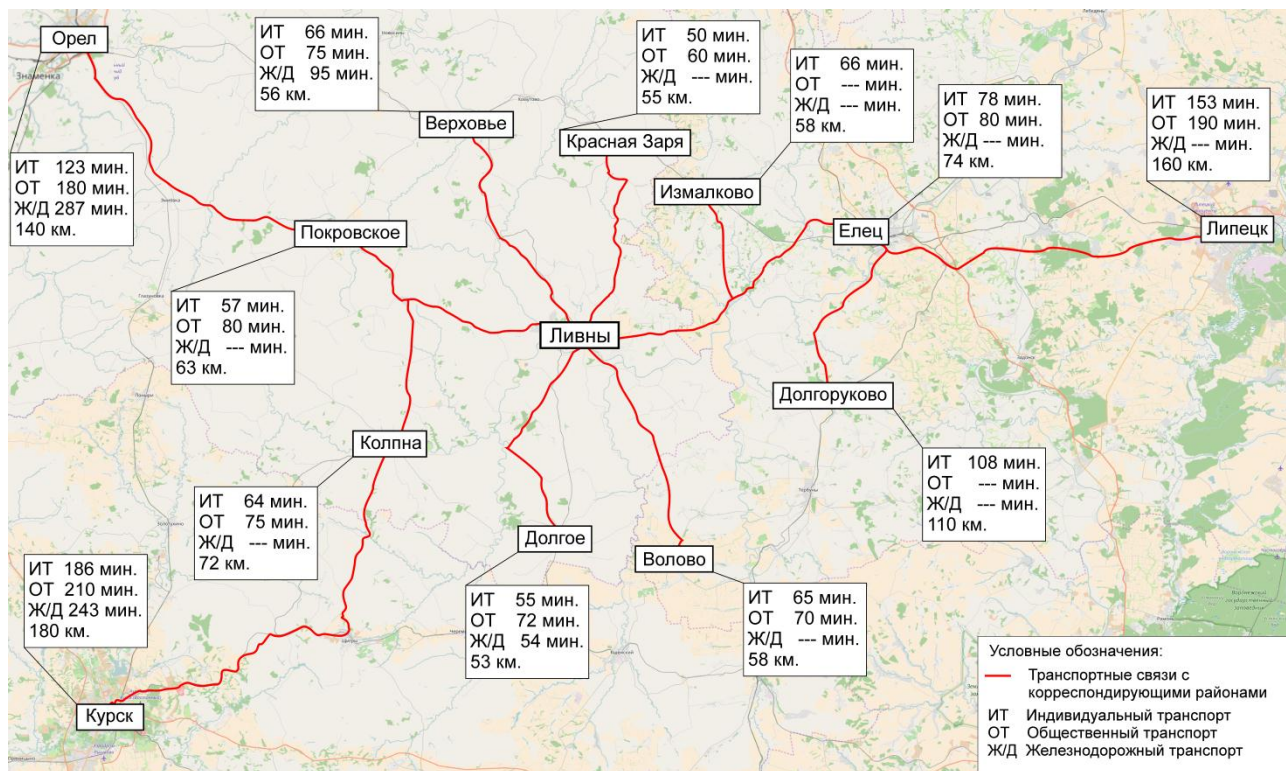 Орел
Знаменка
ИТ 123 мин.
ОТ 180 мин.
Ж/Д 287 мин.
140 км.
ИТ 66 мин.
ОТ 75 мин.
Ж/Д 95 мин.
56 км.
Верховье
ИТ 50 мин.
ОТ 60 мин.
Ж/Д --- мин.
55 км.
Красная Заря
ИТ 66 мин.
ОТ --- мин.
Ж/Д --- мин.
58 км.
Измалково
ИТ 78 мин.
ОТ 80 мин.
Ж/Д --- мин.
74 км.
Елец
ИТ 153 мин.
ОТ 190 мин.
Ж/Д --- мин.
160 км.
Липецк
Покровское
ИТ 57 мин.
ОТ 80 мин.
Ж/Д --- мин.
63 км.
Ливны
Долгоруково
ИТ 108 мин.
ОТ --- мин.
Ж/Д --- мин.
110 км.
Колпна
ИТ 64 мин.
ОТ 75 мин.
Ж/Д --- мин.
72 км.
Долгое
ИТ 55 мин.
ОТ 72 мин.
Ж/Д 54 мин.
53 км.
Волово
ИТ 65 мин.
ОТ 70 мин.
Ж/Д --- мин.
58 км.
ИТ 186 мин.
ОТ 210 мин.
Ж/Д 243 мин.
180 км.
Курск
Условные обозначения:
Транспортные связи с
корреспондирующими районами
ИТ Индивидуальный транспорт
ОТ Общественный транспорт
Ж/Д Железнодорожный транспорт